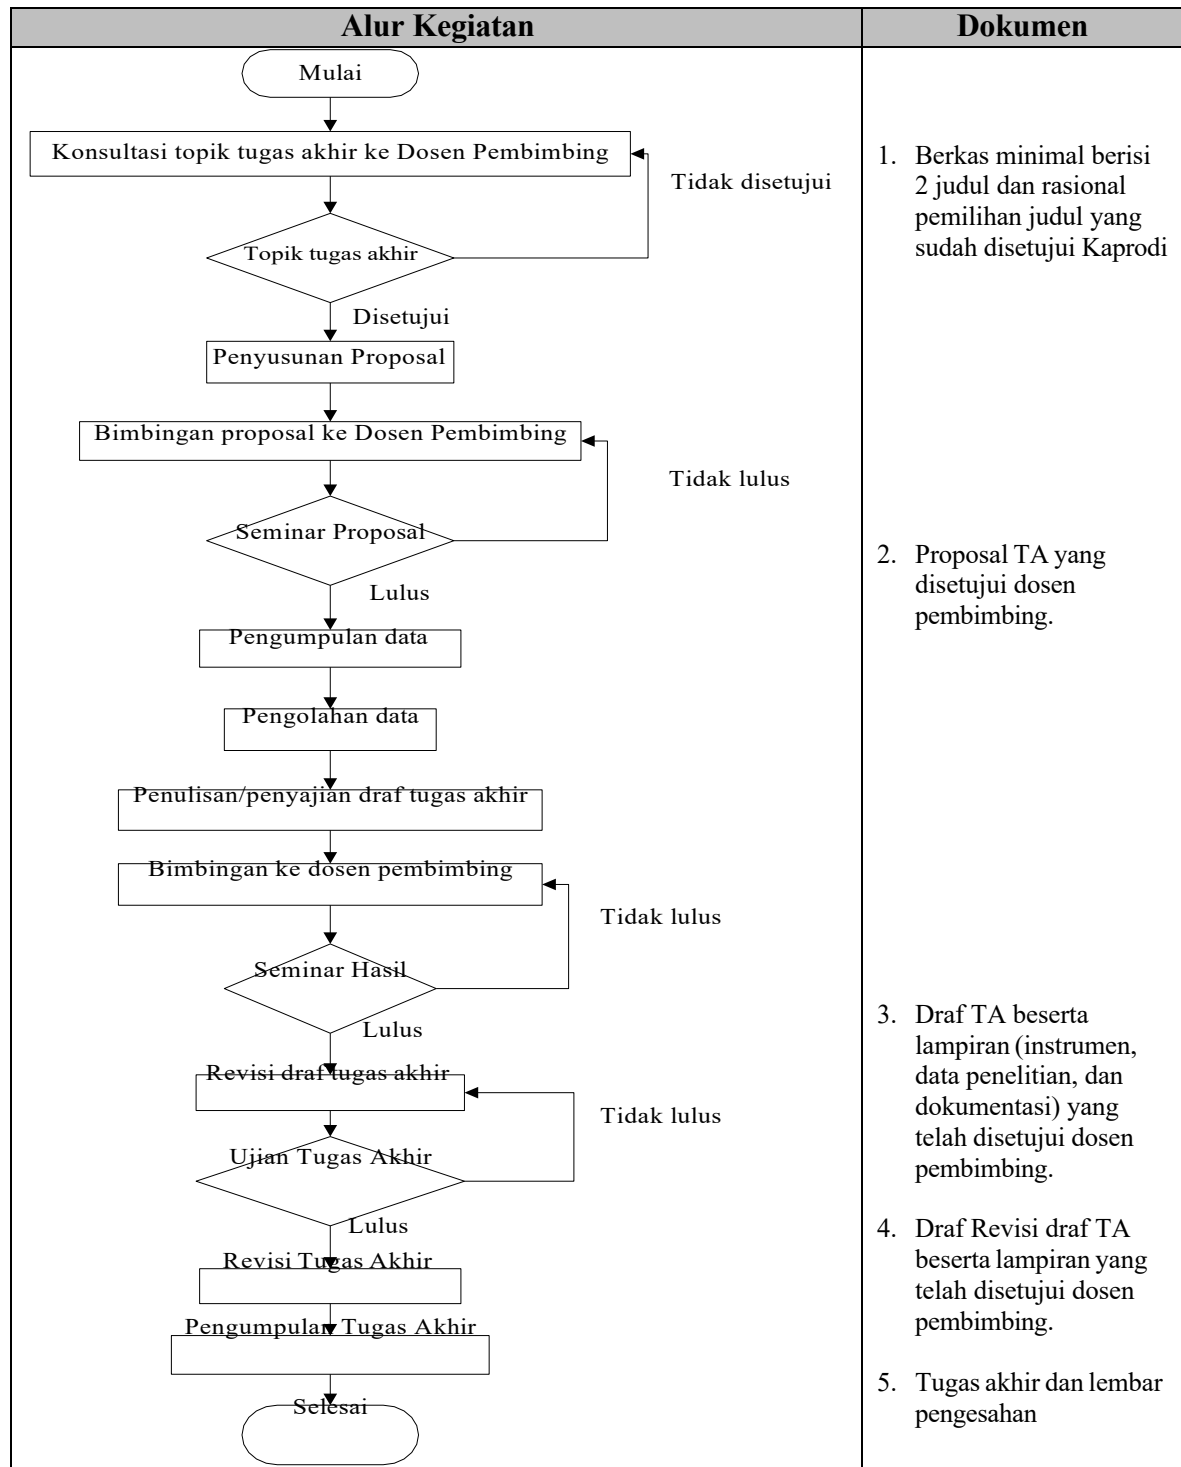 Alur Kegiatan
Dokumen
Mulai
Konsultasi topik tugas akhir ke Dosen Pembimbing
Tidak disetujui
Topik tugas akhir
Disetujui
Penyusunan Proposal
Bimbingan proposal ke Dosen Pembimbing
Tidak lulus
Seminar Proposal
Lulus
Pengumpulan data
Pengolahan data
Penulisan/penyajian draf tugas akhir
Bimbingan ke dosen pembimbing
Tidak lulus
Seminar Hasil
Lulus
Revisi draf tugas akhir
Tidak lulus
Ujian Tugas Akhir
Lulus
Revisi Tugas Akhir
Pengumpulan Tugas Akhir
Selesai
1. Berkas minimal berisi
2 judul dan rasional
pemilihan judul yang
sudah disetujui Kaprodi
2. Proposal TA yang
disetujui dosen
pembimbing.
3. Draf TA beserta
lampiran (instrumen,
data penelitian, dan
dokumentasi) yang
telah disetujui dosen
pembimbing.
4. Draf Revisi draf TA
beserta lampiran yang
telah disetujui dosen
pembimbing.
5. Tugas akhir dan lembar
pengesahan